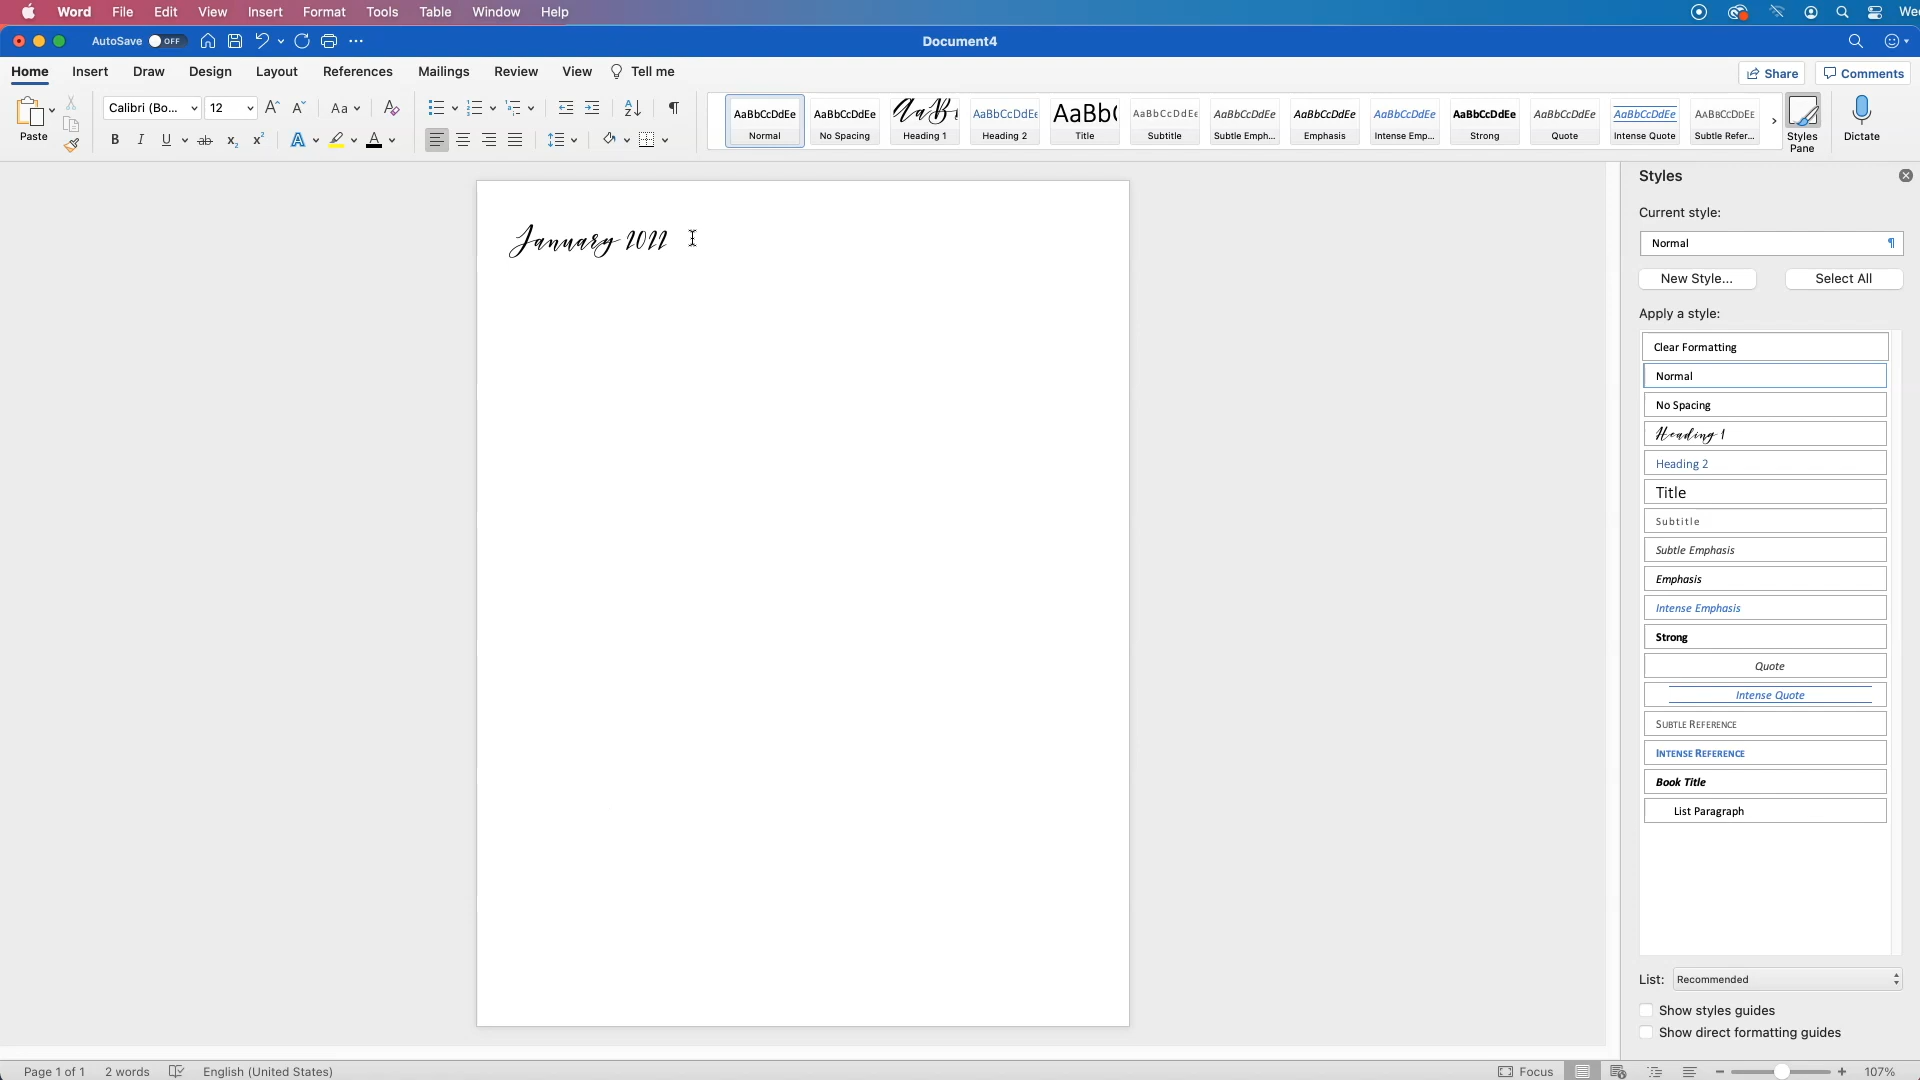 Word File Edit View Insert Format Tools Table Window Help We
AutoSave OFF Document4
Home Insert Draw Design Layout References Mailings Review View Tell me Share Comments
Paste Calibri (Bo... 12 Aa
AaBbCcDdEe AaBbCcDdEe AaBb AaBbCcDdEe AaBb( AaBbCcDdEe AaBbCcDdEe AaBbCcDdEe AaBbCcDdEe AaBbCcDdEe AaBbCcDdEe AaBbCcDdEe AaBbCcDdEe
Normal No Spacing Heading 1 Heading 2 Title Subtitle Subtle Emph... Emphasis Intense Emp... Strong Quote Intense Quote Subtle Refer...
Styles Pane
Dictate
January 2022
Styles
Current style:
Normal
New Style... Select All
Apply a style:
Clear Formatting
Normal
No Spacing
Heading 1
Heading 2
Title
Subtitle
Subtle Emphasis
Emphasis
Intense Emphasis
Strong
Quote
Intense Quote
Subtle Reference
Intense Reference
Book Title
List Paragraph
List: Recommended
Show styles guides
Show direct formatting guides
Page 1 of 1 2 words English (United States) Focus 107%